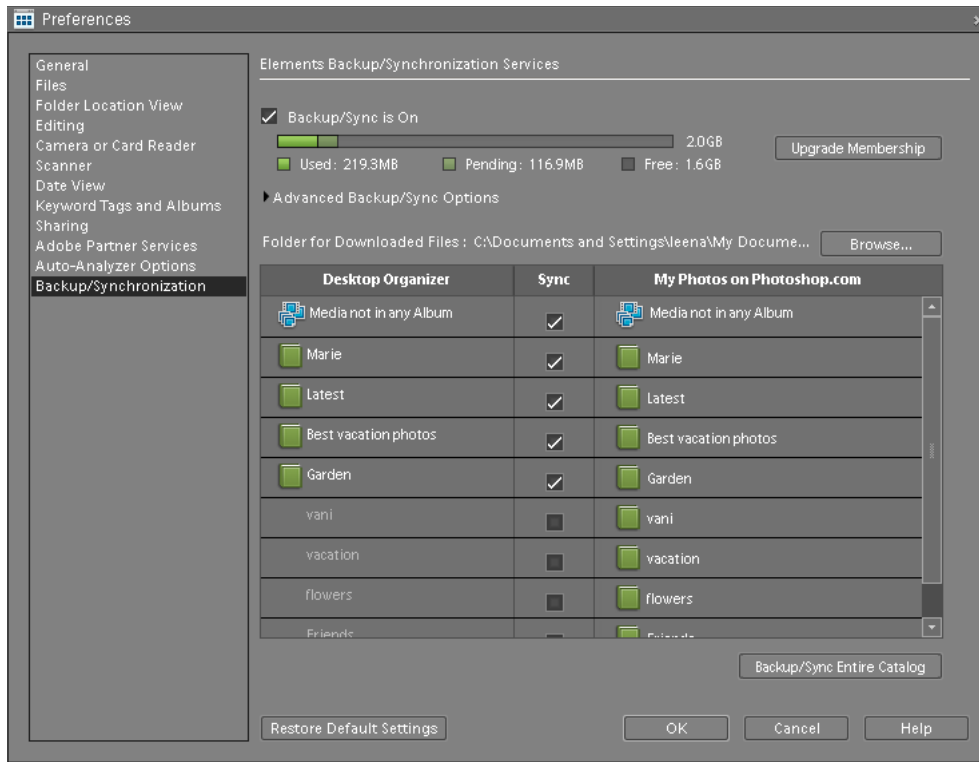 Preferences
General
Files
Folder Location View
Editing
Camera or Card Reader
Scanner
Date View
Keyword Tags and Albums
Sharing
Adobe Partner Services
Auto-Analyzer Options
Backup/Synchronization
Elements Backup/Synchronization Services
Backup/Sync is On
2.0GB
Upgrade Membership
Used: 219.3MB Pending: 116.9MB Free: 1.6GB
Advanced Backup/Sync Options
Folder for Downloaded Files: C:\Documents and Settings\leena\My Docume... Browse...
Desktop Organizer Sync My Photos on Photoshop.com
Media not in any Album Media not in any Album
Marie Marie
Latest Latest
Best vacation photos Best vacation photos
Garden Garden
vani vani
vacation vacation
flowers flowers
Friends Friends
Backup/Sync Entire Catalog
Restore Default Settings OK Cancel Help